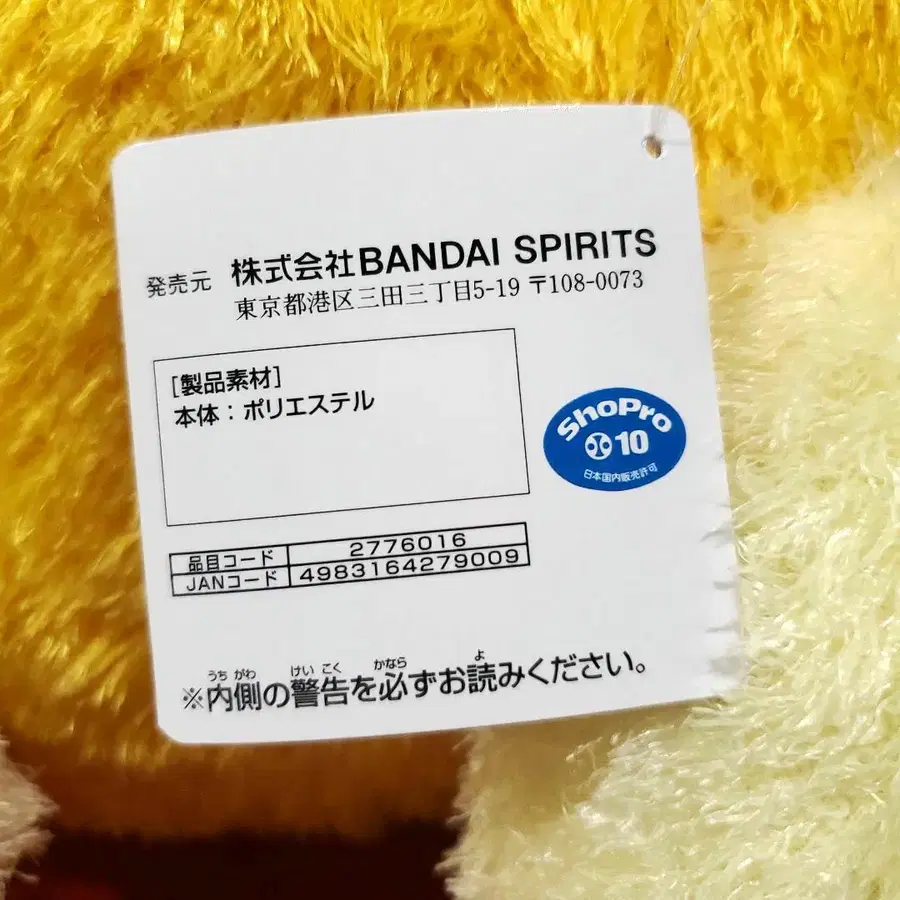 発売元 株式会社BANDAI SPIRITS
東京都港区三田三丁目5-19 〒108-0073
[製品素材]
本体：ポリエステル
ShoPro
10
日本国内販売許可
品目コード 2776016
JANコード 4983164279009
うち がわ けい こく かなら よ
※内側の警告を必ずお読みください。